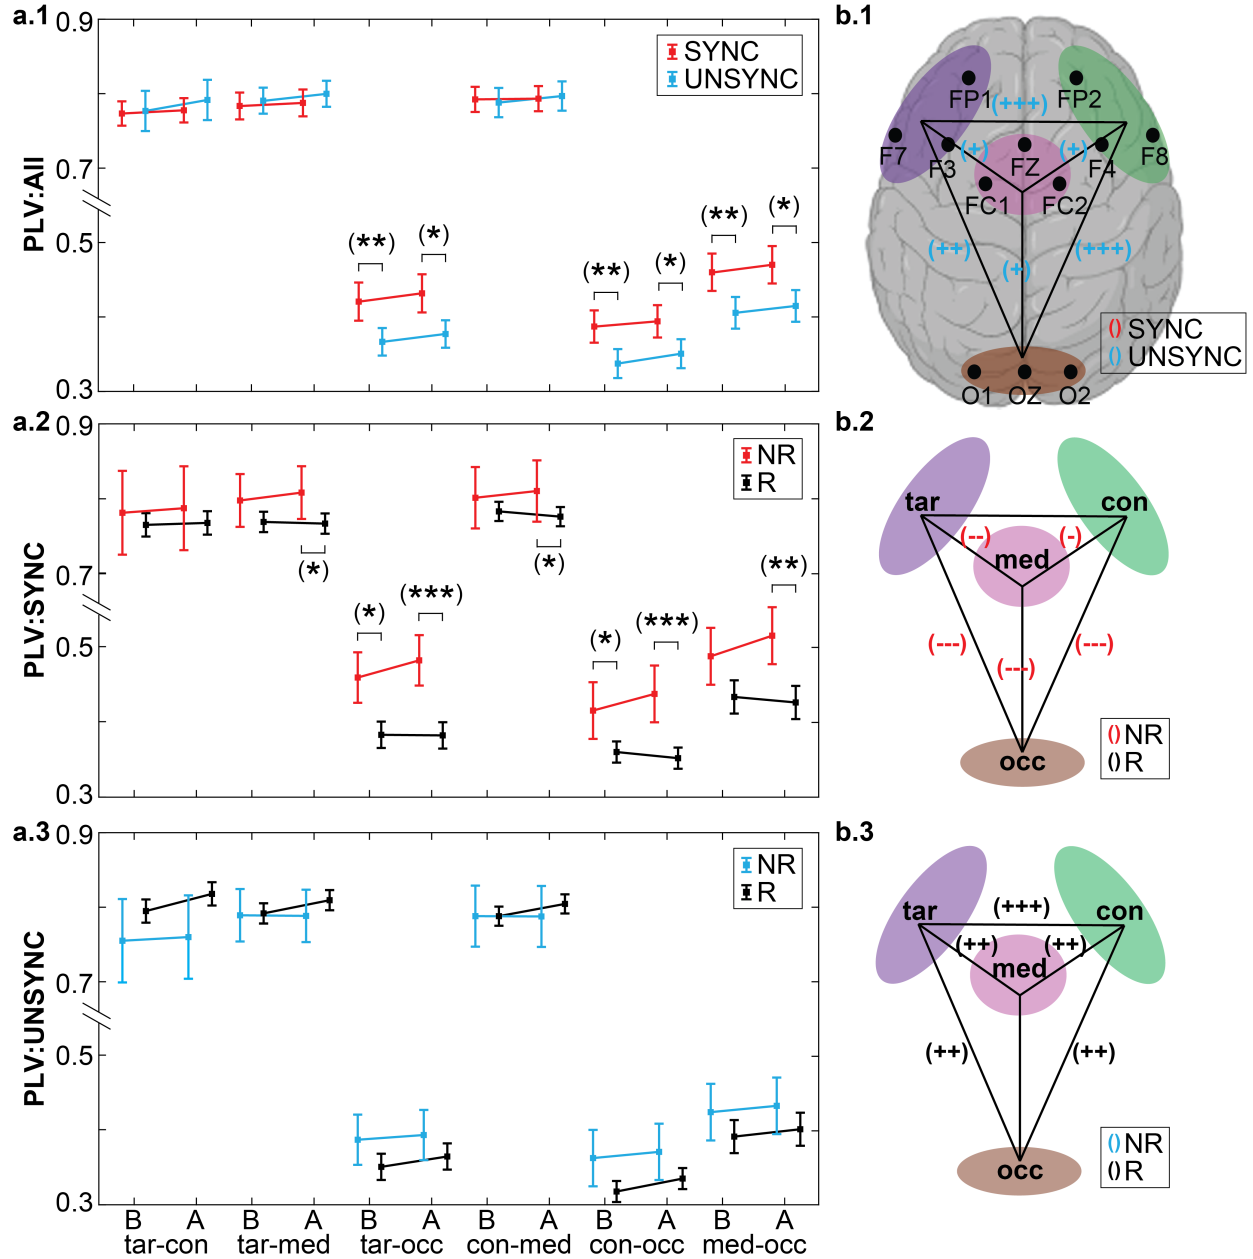 a.1
0.9
0.7
0.5
0.3
PLV:All
SYNC
UNSYNC
(**)
(*)
(**)
(*)
(**)
(*)
b.1
FP1
FP2
(+++)
F7
F3
(+)
FZ
(+)
F4
F8
FC1
FC2
(++)
(+)
(+++)
() SYNC
() UNSYNC
O1
OZ
O2
a.2
0.9
0.7
0.5
0.3
PLV:SYNC
NR
R
(*)
(*)
(*)
(***)
(*)
(***)
(**)
b.2
tar
con
(--)
(-)
med
(---)
(---)
(---)
occ
() NR
() R
a.3
0.9
0.7
0.5
0.3
PLV:UNSYNC
NR
R
B A B A B A B A B A B A
tar-con tar-med tar-occ con-med con-occ med-occ
b.3
tar
(+++)
con
(++)
(++)
med
(++)
(++)
occ
() NR
() R